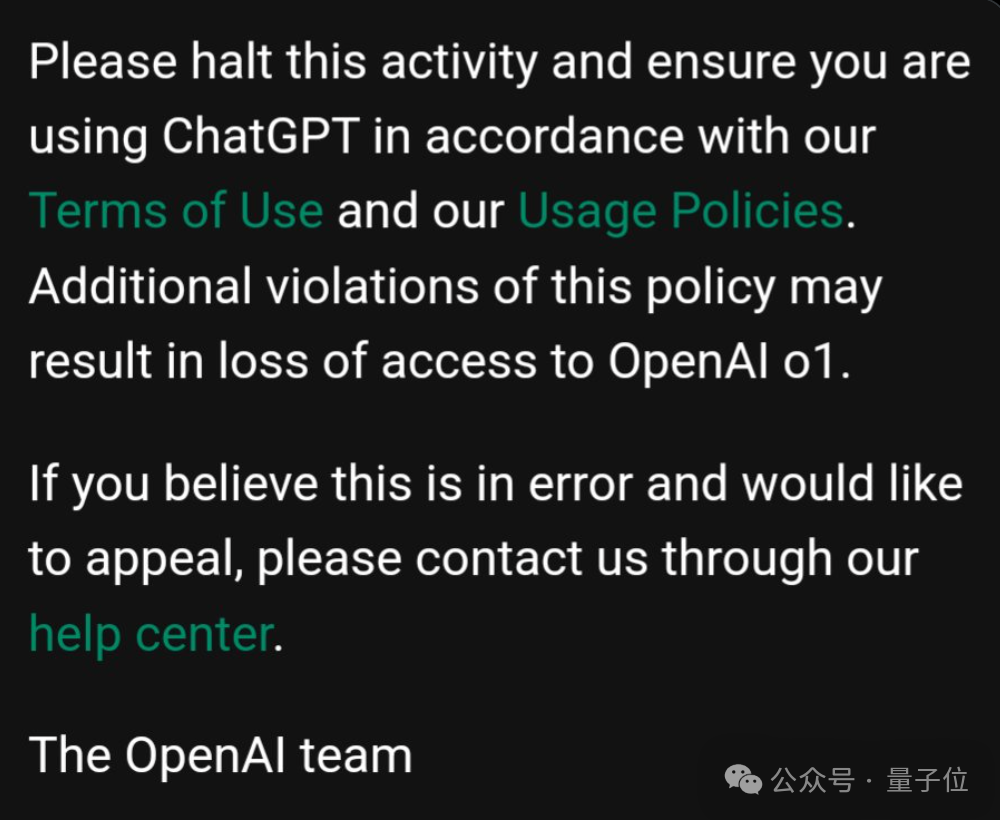 Please halt this activity and ensure you are
using ChatGPT in accordance with our
Terms of Use and our Usage Policies.
Additional violations of this policy may
result in loss of access to OpenAI o1.
If you believe this is in error and would like
to appeal, please contact us through our
help center.
The OpenAI team
公众号 · 量子位